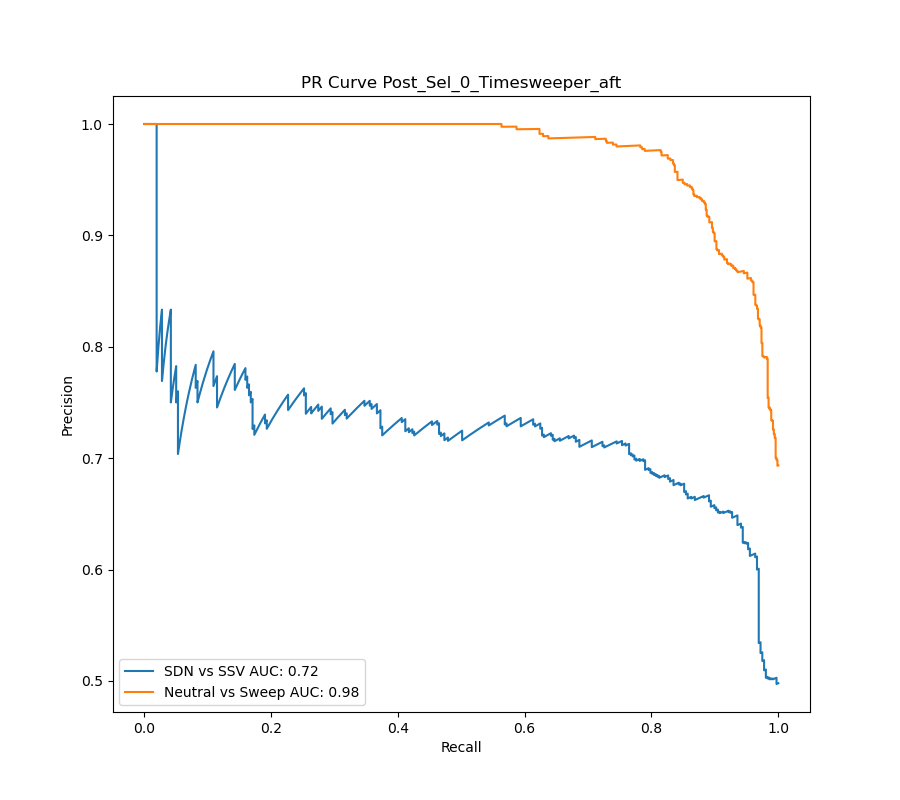 PR Curve Post_Sel_0_Timesweeper_aft
1.0
0.9
0.8
0.7
0.6
0.5
Precision
SDN vs SSV AUC: 0.72
Neutral vs Sweep AUC: 0.98
0.0 0.2 0.4 0.6 0.8 1.0
Recall